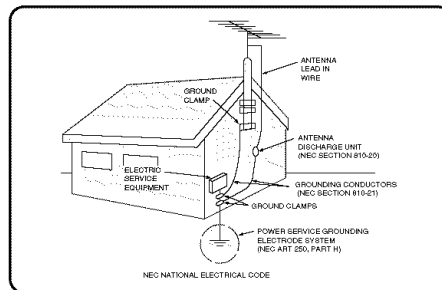 ANTENNA
LEAD IN
WIRE
GROUND
CLAMP
ANTENNA
DISCHARGE UNIT
(NEC SECTION 810-20)
ELECTRIC
SERVICE
EQUIPMENT
GROUNDING CONDUCTORS
(NEC SECTION 810-21)
GROUND CLAMPS
POWER SERVICE GROUNDING
ELECTRODE SYSTEM
(NEC ART 250, PART H)
NEC NATIONAL ELECTRICAL CODE